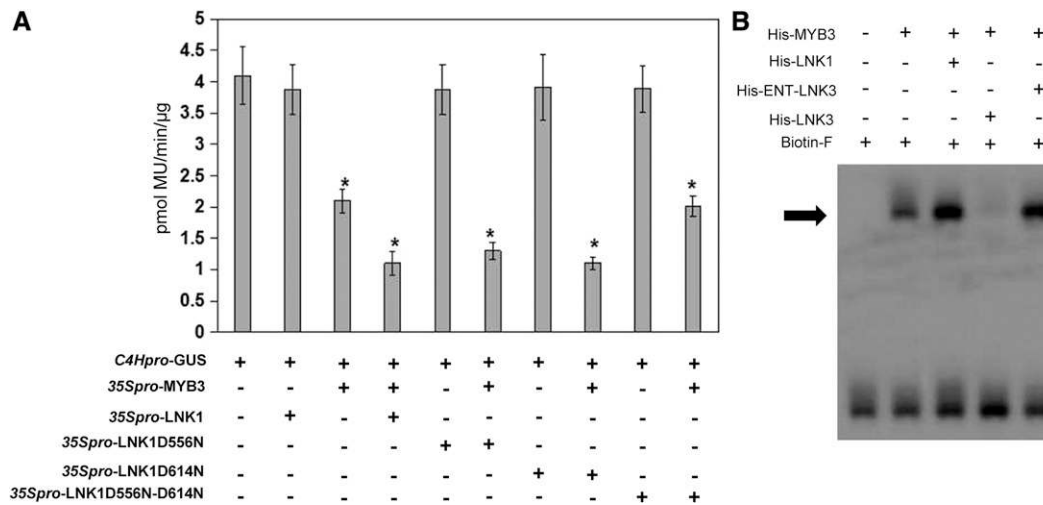 A
pmol MU/min/µg
5
4.5
4
3.5
3
2.5
2
1.5
1
0.5
0
* * * * *
C4Hpro-GUS + + + + + + + + + +
35Spro-MYB3 - - + + - + - + - +
35Spro-LNK1 - + - + - - - - - -
35Spro-LNK1D556N - - - - + + - - - -
35Spro-LNK1D614N - - - - - - + + - -
35Spro-LNK1D556N-D614N - - - - - - - - + +
B
His-MYB3 - + + + +
His-LNK1 - - + - -
His-ENT-LNK3 - - - - +
His-LNK3 - - - + -
Biotin-F + + + + +